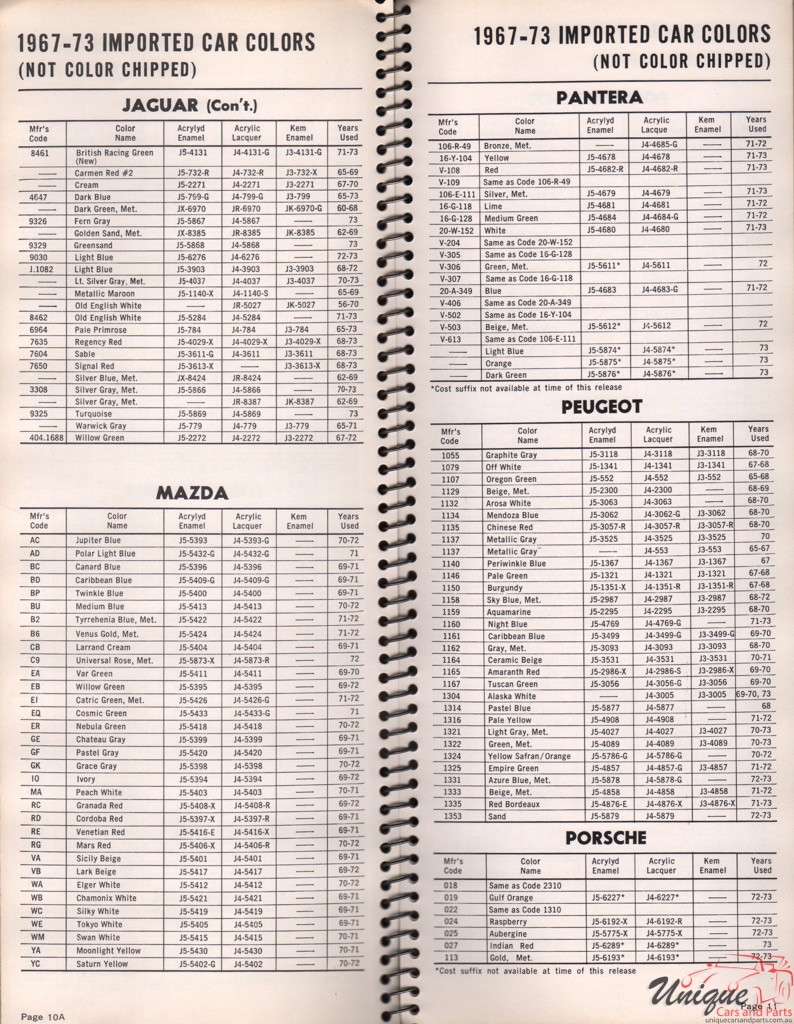 1967-73 IMPORTED CAR COLORS
(NOT COLOR CHIPPED)
JAGUAR (Con't.)
Mfr's Code | Color Name | Acrylyd Enamel | Acrylic Lacquer | Kem Enamel | Years Used
8461 British Racing Green (New) J5-4131 J4-4131-G J3-4131-G 71-73
—— Carmen Red #2 J5-732-R J4-732-R J3-732-X 65-69
—— Cream J5-2271 J4-2271 J3-2271 67-70
4647 Dark Blue J5-799-G J4-799-G J3-799 65-73
—— Dark Green, Met. JX-6970 JR-6970 JK-6970-G 60-68
9326 Fern Gray J5-5867 J4-5867 —— 73
—— Golden Sand, Met. JX-8385 JR-8385 JK-8385 62-69
9329 Greensand J5-5868 J4-5868 —— 73
9030 Light Blue J5-6276 J4-6276 —— 72-73
J.1082 Light Blue J5-3903 J4-3903 J3-3903 68-72
—— Lt. Silver Gray, Met. J5-4037 J4-4037 J3-4037 70-73
—— Metallic Maroon J5-1140-X J4-1140-S —— 65-69
—— Old English White —— JR-5027 JK-5027 56-70
8462 Old English White J5-5284 J4-5284 —— 71-73
6964 Pale Primrose J5-784 J4-784 J3-784 65-73
7635 Regency Red J5-4029-X J4-4029-X J3-4029-X 68-73
7604 Sable J5-3611-G J4-3611 J3-3611 68-73
7650 Signal Red J5-3613-X —— J3-3613-X 68-73
—— Silver Blue, Met. JX-8424 JR-8424 —— 62-69
3308 Silver Gray, Met. J5-5866 J4-5866 —— 70-73
—— Silver Gray, Met. —— JR-8387 JK-8387 62-69
9325 Turquoise J5-5869 J4-5869 —— 73
—— Warwick Gray J5-779 J4-779 J3-779 65-71
404.1688 Willow Green J5-2272 J4-2272 J3-2272 67-72
MAZDA
Mfr's Code | Color Name | Acrylyd Enamel | Acrylic Lacquer | Kem Enamel | Years Used
AC Jupiter Blue J5-5393 J4-5393-G —— 70-72
AD Polar Light Blue J5-5432-G J4-5432-G —— 71
BC Canard Blue J5-5396 J4-5396 —— 69-71
BD Caribbean Blue J5-5409-G J4-5409-G —— 69-71
BP Twinkle Blue J5-5400 J4-5400 —— 69-71
BU Medium Blue J5-5413 J4-5413 —— 70-72
B2 Tyrrehenia Blue, Met. J5-5422 J4-5422 —— 71-72
B6 Venus Gold, Met. J5-5424 J4-5424 —— 71-72
CB Larrand Cream J5-5404 J4-5404 —— 69-71
C9 Universal Rose, Met. J5-5873-X J4-5873-R —— 72
EA Var Green J5-5411 J4-5411 —— 69-70
EB Willow Green J5-5395 J4-5395 —— 69-72
EI Catric Green, Met. J5-5426 J4-5426-G —— 71-72
EQ Cosmic Green J5-5433 J4-5433-G —— 71
ER Nebula Green J5-5418 J4-5418 —— 70-72
GE Chateau Gray J5-5399 J4-5399 —— 69-71
GF Pastel Gray J5-5420 J4-5420 —— 69-71
GK Grace Gray J5-5398 J4-5398 —— 70-72
IO Ivory J5-5394 J4-5394 —— 69-72
MA Peach White J5-5403 J4-5403 —— 70-71
RC Granada Red J5-5408-X J4-5408-R —— 69-72
RD Cordoba Red J5-5397-X J4-5397-R —— 69-72
RE Venetian Red J5-5416-E J4-5416-X —— 69-71
RG Mars Red J5-5406-X J4-5406-R —— 70-72
VA Sicily Beige J5-5401 J4-5401 —— 69-71
VB Lark Beige J5-5417 J4-5417 —— 69-71
WA Elger White J5-5412 J4-5412 —— 70-72
WB Chamonix White J5-5421 J4-5421 —— 69-71
WC Silky White J5-5419 J4-5419 —— 69-71
WE Tokyo White J5-5405 J4-5405 —— 69-71
WM Swan White J5-5415 J4-5415 —— 70-71
YA Moonlight Yellow J5-5430 J4-5430 —— 70-71
YC Saturn Yellow J5-5402-G J4-5402 —— 70-72
Page 10A
1967-73 IMPORTED CAR COLORS
(NOT COLOR CHIPPED)
PANTERA
Mfr's Code | Color Name | Acrylyd Enamel | Acrylic Lacque | Kem Enamel | Years Used
106-R-49 Bronze, Met. —— J4-4685-G —— 71-72
16-Y-104 Yellow J5-4678 J4-4678 —— 71-73
V-108 Red J5-4682-R J4-4682-R —— 71-73
V-109 Same as Code 106-R-49
106-E-111 Silver, Met. J5-4679 J4-4679 —— 71-73
16-G-118 Lime J5-4681 J4-4681 —— 71-72
16-G-128 Medium Green J5-4684 J4-4684-G —— 71-72
20-W-152 White J5-4680 J4-4680 —— 71-73
V-204 Same as Code 20-W-152
V-305 Same as Code 16-G-128
V-306 Green, Met. J5-5611* J4-5611 —— 72
V-307 Same as Code 16-G-118
20-A-349 Blue J5-4683 J4-4683-G —— 71-72
V-406 Same as Code 20-A-349
V-502 Same as Code 16-Y-104
V-503 Beige, Met. J5-5612* J4-5612 —— 72
V-613 Same as Code 106-E-111
—— Light Blue J5-5874* J4-5874* —— 73
—— Orange J5-5875* J4-5875* —— 73
—— Dark Green J5-5876* J4-5876* —— 73
*Cost suffix not available at time of this release
PEUGEOT
Mfr's Code | Color Name | Acrylyd Enamel | Acrylic Lacquer | Kem Enamel | Years Used
1055 Graphite Gray J5-3118 J4-3118 J3-3118 68-70
1079 Off White J5-1341 J4-1341 J3-1341 67-68
1107 Oregon Green J5-552 J4-552 J3-552 65-68
1129 Beige, Met. J5-2300 J4-2300 —— 68-69
1132 Arosa White J5-3063 J4-3063 —— 68-70
1134 Mendoza Blue J5-3062 J4-3062-G J3-3062 68-70
1135 Chinese Red J5-3057-R J4-3057-R J3-3057-R 68-70
1137 Metallic Gray J5-3525 J4-3525 J3-3525 70
1137 Metallic Gray —— J4-553 J3-553 65-67
1140 Periwinkle Blue J5-1367 J4-1367 J3-1367 67
1146 Pale Green J5-1321 J4-1321 J3-1321 67-68
1150 Burgundy J5-1351-X J4-1351-R J3-1351-R 67-68
1158 Sky Blue, Met. J5-2987 J4-2987 J3-2987 68-72
1159 Aquamarine J5-2295 J4-2295 J3-2295 68-70
1160 Night Blue J5-4769 J4-4769-G —— 71-73
1161 Caribbean Blue J5-3499 J4-3499-G J3-3499-G 69-70
1162 Gray, Met. J5-3093 J4-3093 J3-3093 68-70
1164 Ceramic Beige J5-3531 J4-3531 J3-3531 70-71
1165 Amaranth Red J5-2986-X J4-2986-S J3-2986-X 69-70
1167 Tuscan Green J5-3056 J4-3056-G J3-3056 69-70
1304 Alaska White —— J4-3005 J3-3005 69-70, 73
1314 Pastel Blue J5-5877 J4-5877 —— 68
1316 Pale Yellow J5-4908 J4-4908 —— 71-72
1321 Light Gray, Met. J5-4027 J4-4027 J3-4027 70-73
1322 Green, Met. J5-4089 J4-4089 J3-4089 70-73
1324 Yellow Safran/Orange J5-5786-G J4-5786-G —— 70-72
1325 Empire Green J5-4857 J4-4857-G J3-4857 71-72
1331 Azure Blue, Met. J5-5878 J4-5878-G —— 72-73
1333 Beige, Met. J5-4858 J4-4858 J3-4858 71-72
1335 Red Bordeaux J5-4876-E J4-4876-X J3-4876-X 71-73
1353 Sand J5-5879 J4-5879 —— 72-73
PORSCHE
Mfr's Code | Color Name | Acrylyd Enamel | Acrylic Lacquer | Kem Enamel | Years Used
018 Same as Code 2310
019 Gulf Orange J5-6227* J4-6227* —— 72-73
022 Same as Code 1310
024 Raspberry J5-6192-X J4-6192-R —— 72-73
025 Aubergine J5-5775-X J4-5775-X —— 72-73
027 Indian Red J5-6289* J4-6289* —— 73
113 Gold, Met. J5-6193* J4-6193* —— 72-73
*Cost suffix not available at time of this release
Page 11
Unique
Cars and Parts
uniquecarsandparts.com.au